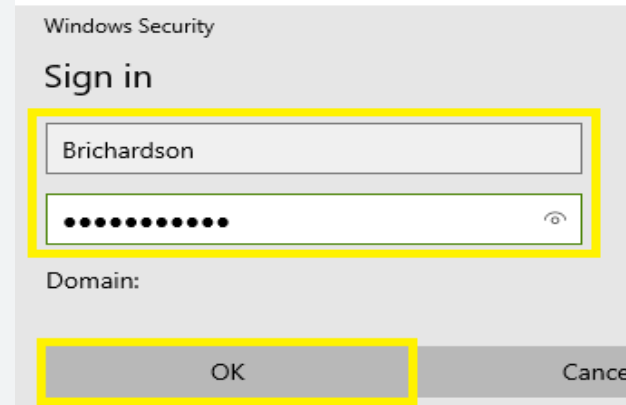 Windows Security
Sign in
Brichardson
●●●●●●●●●●●
Domain:
OK
Cance